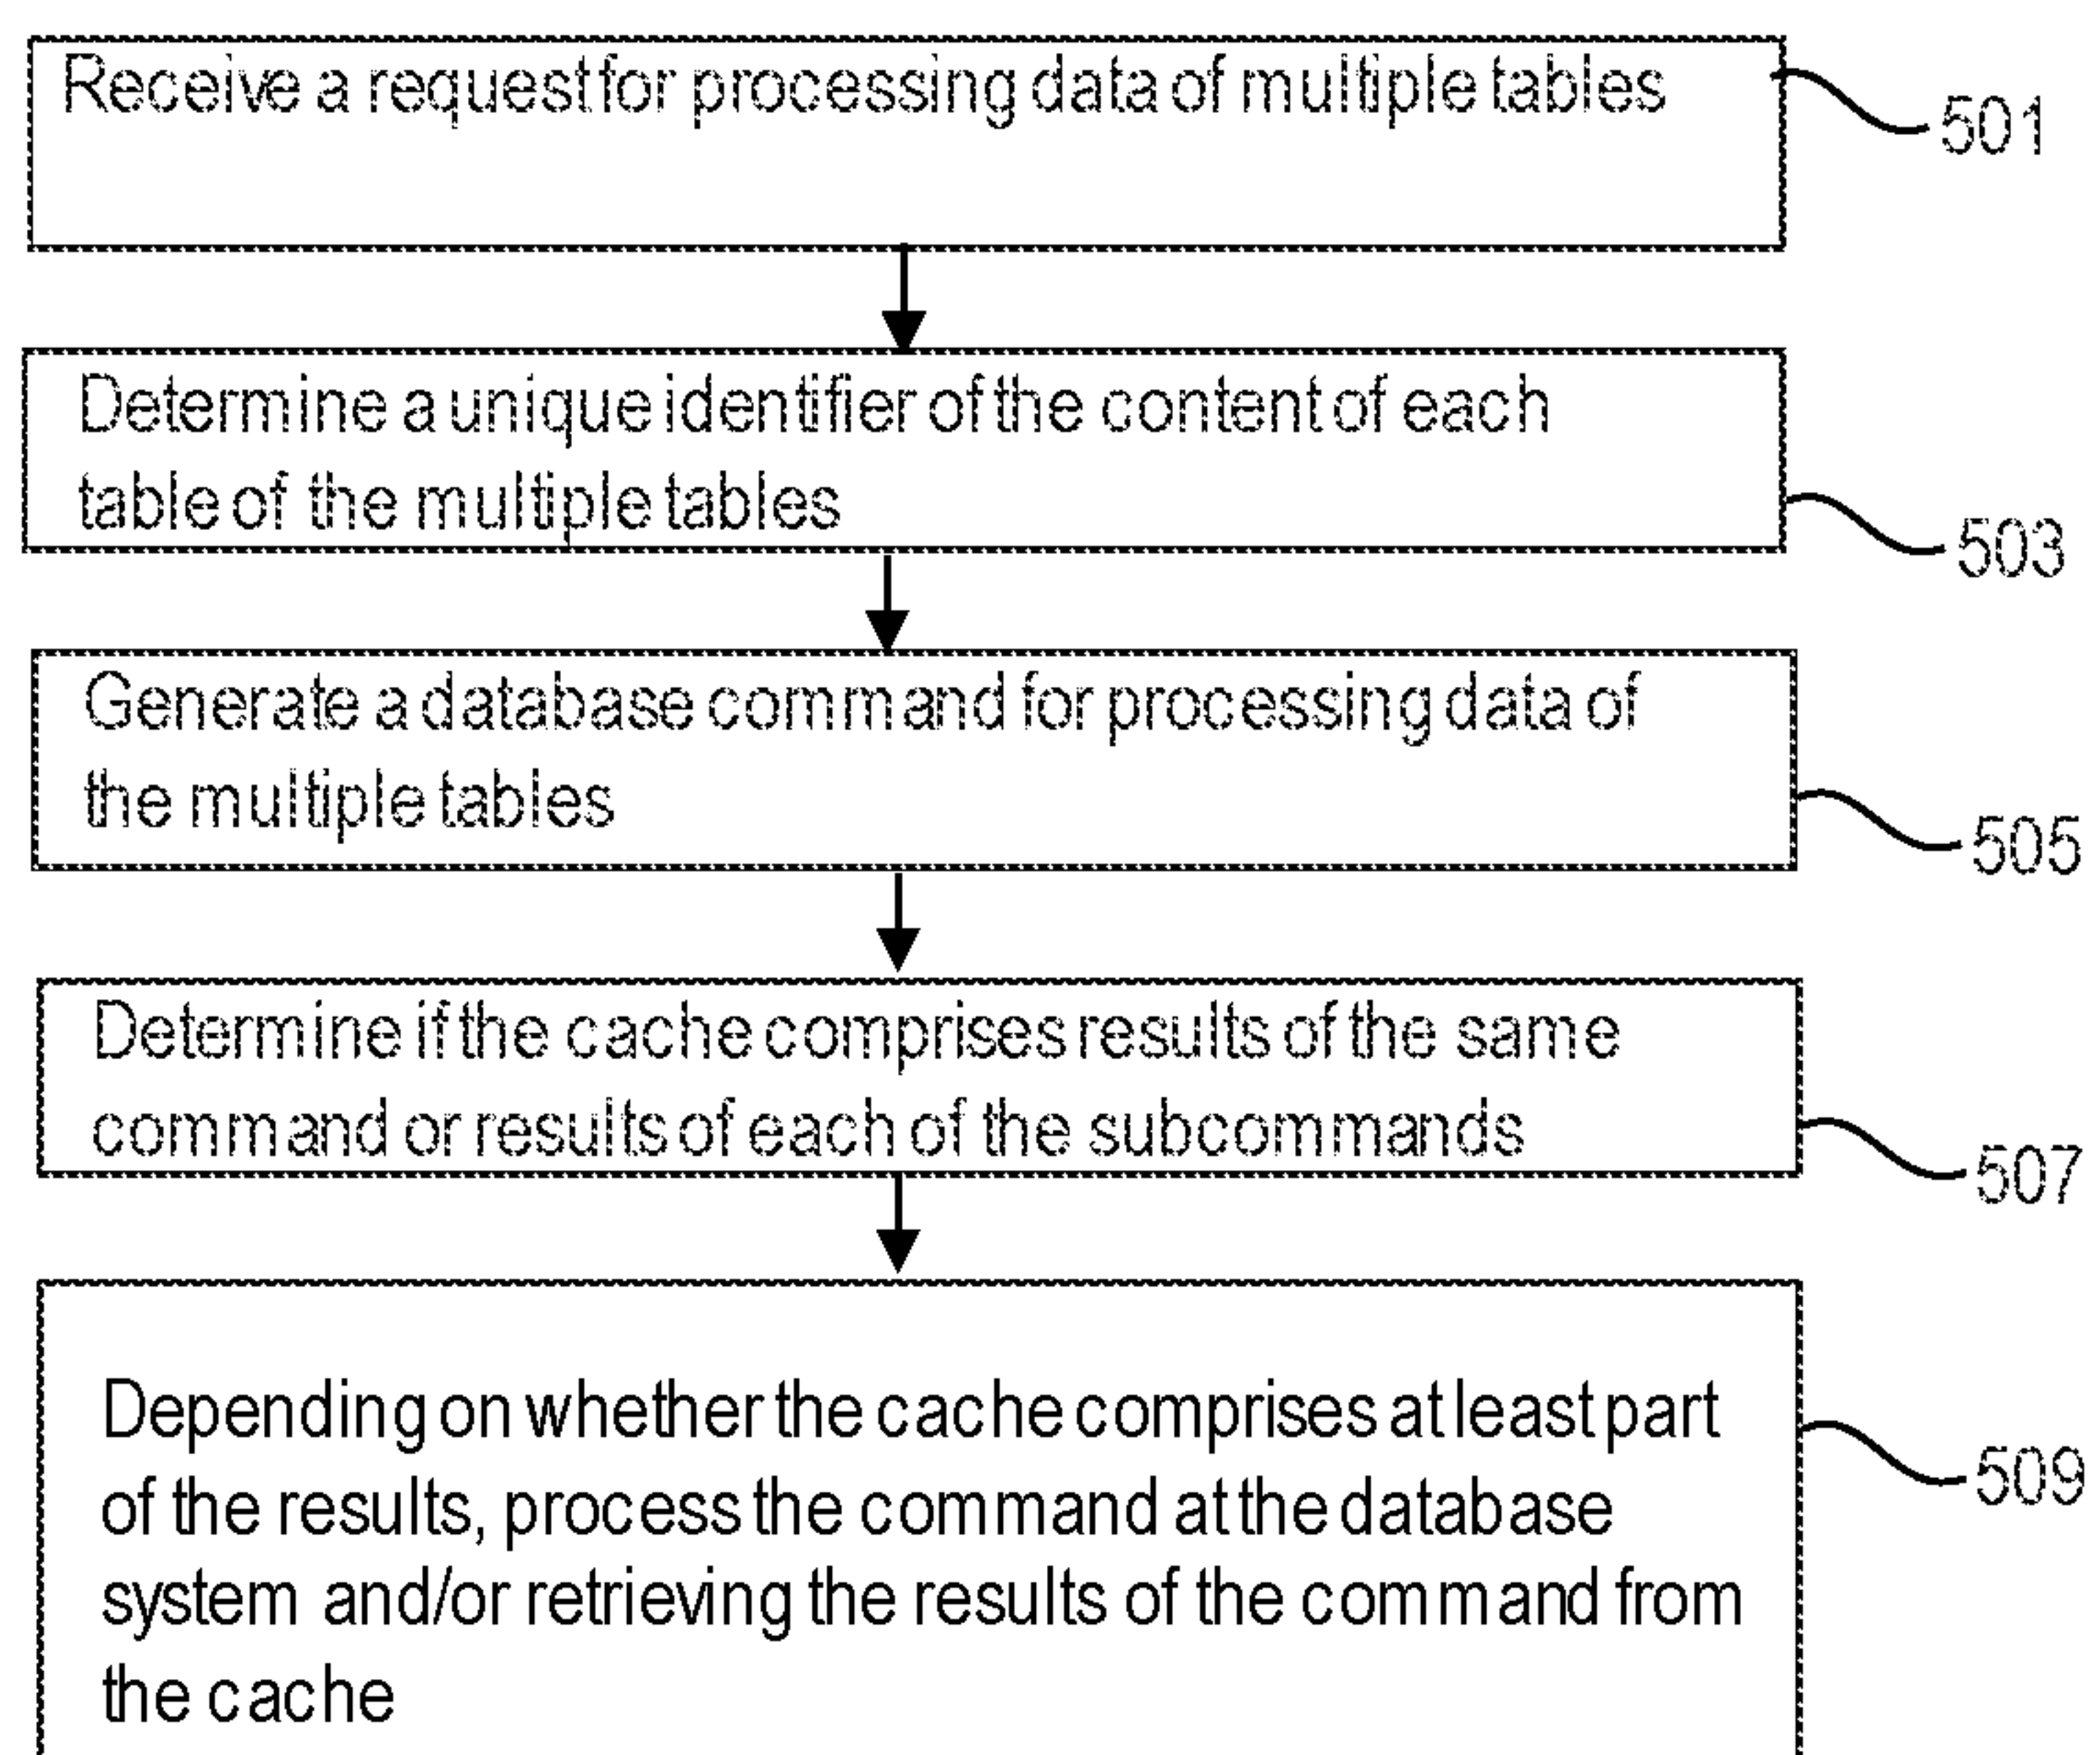 Receive a request for processing data of multiple tables
501
Determine a unique identifier of the content of each
table of the multiple tables
503
Generate a database command for processing data of
the multiple tables
505
Determine if the cache comprises results of the same
command or results of each of the subcommands
507
Depending on whether the cache comprises at least part
of the results, process the command at the database
system and/or retrieving the results of the command from
the cache
509